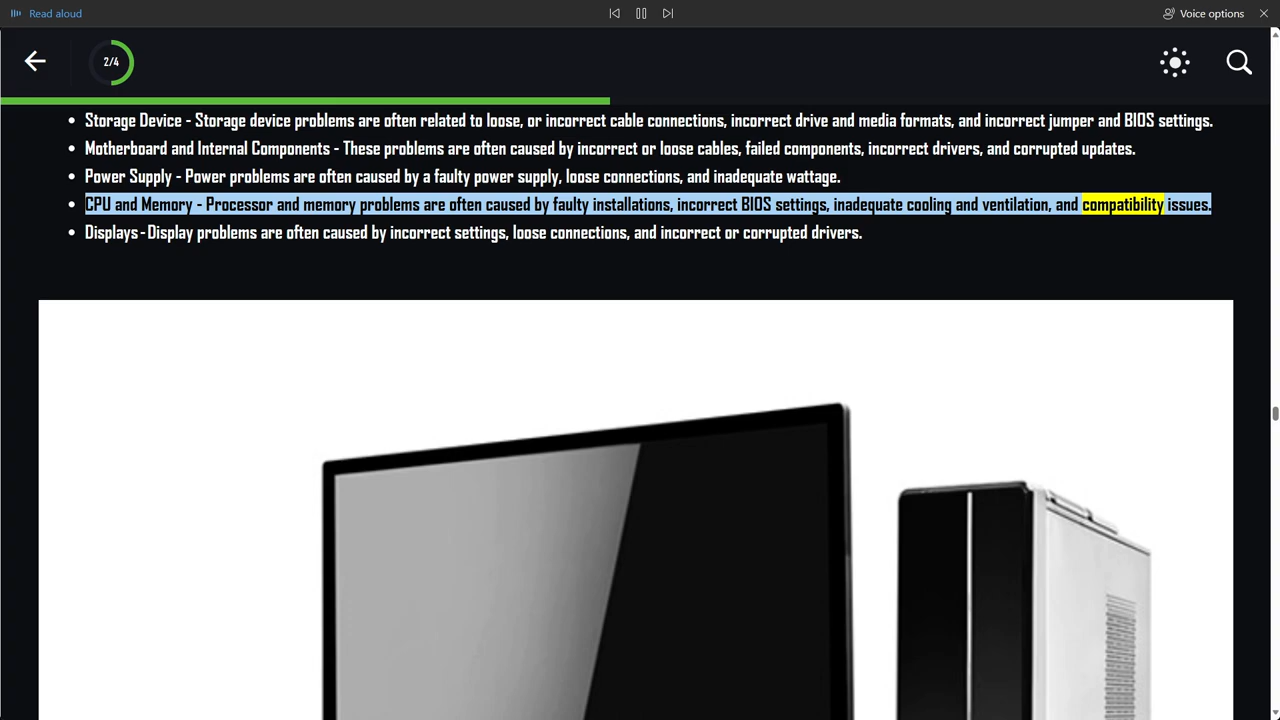 Read aloud
Voice options
2/4
Storage Device - Storage device problems are often related to loose, or incorrect cable connections, incorrect drive and media formats, and incorrect jumper and BIOS settings.
Motherboard and Internal Components - These problems are often caused by incorrect or loose cables, failed components, incorrect drivers, and corrupted updates.
Power Supply - Power problems are often caused by a faulty power supply, loose connections, and inadequate wattage.
CPU and Memory - Processor and memory problems are often caused by faulty installations, incorrect BIOS settings, inadequate cooling and ventilation, and compatibility issues.
Displays - Display problems are often caused by incorrect settings, loose connections, and incorrect or corrupted drivers.